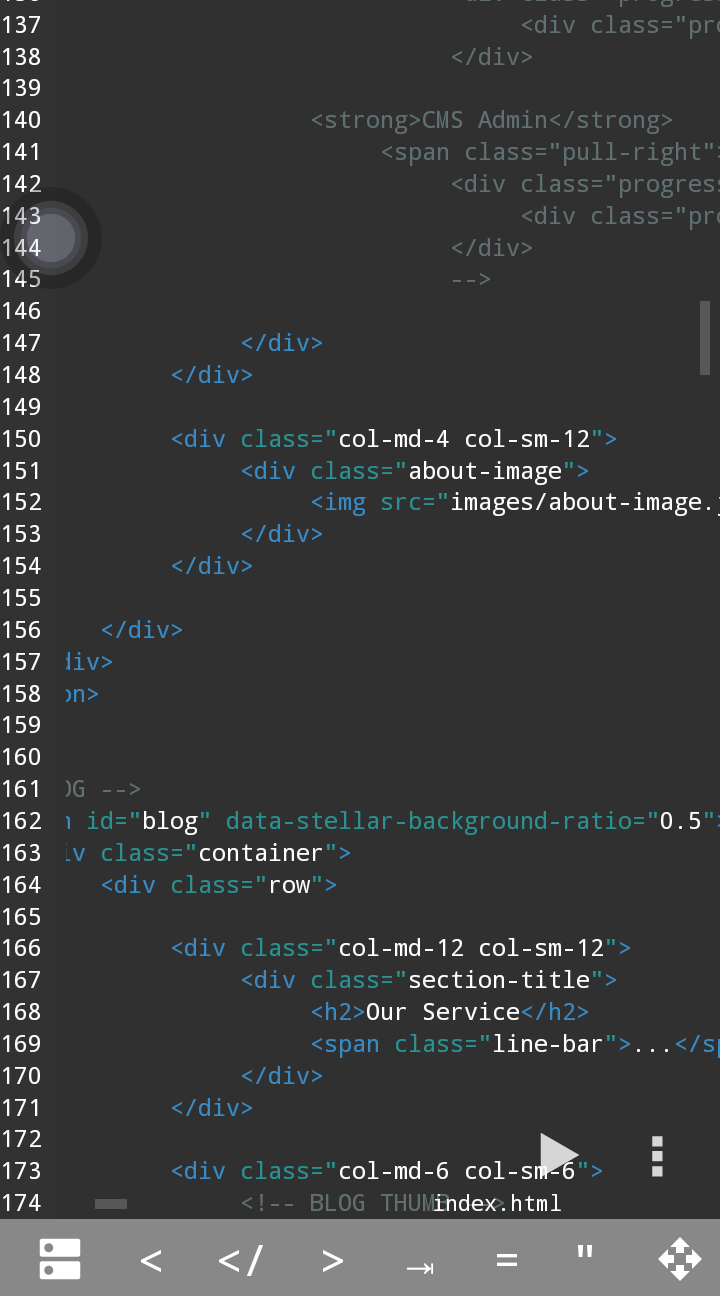 137 <div class="pro
138 </div>
139
140 <strong>CMS Admin</strong>
141 <span class="pull-right">
142 <div class="progress
143 <div class="pro
144 </div>
145 -->
146
147 </div>
148 </div>
149
150 <div class="col-md-4 col-sm-12">
151 <div class="about-image">
152 <img src="images/about-image.j
153 </div>
154 </div>
155
156 </div>
157 div>
158 on>
159
160
161 OG -->
162 n id="blog" data-stellar-background-ratio="0.5">
163 iv class="container">
164 <div class="row">
165
166 <div class="col-md-12 col-sm-12">
167 <div class="section-title">
168 <h2>Our Service</h2>
169 <span class="line-bar">...</sp
170 </div>
171 </div>
172
173 <div class="col-md-6 col-sm-6">
174 <!-- BLOG THUMB -->
index.html
< </ > ⇥ = "